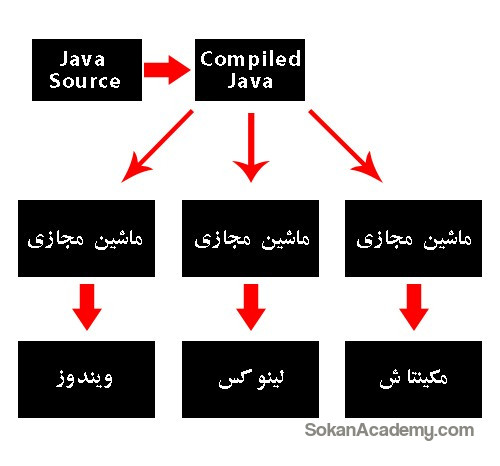 Java
Source
Compiled
Java
ماشین مجازی
ماشین مجازی
ماشین مجازی
ویندوز
لینوکس
مکینتاش
SokanAcademy.com